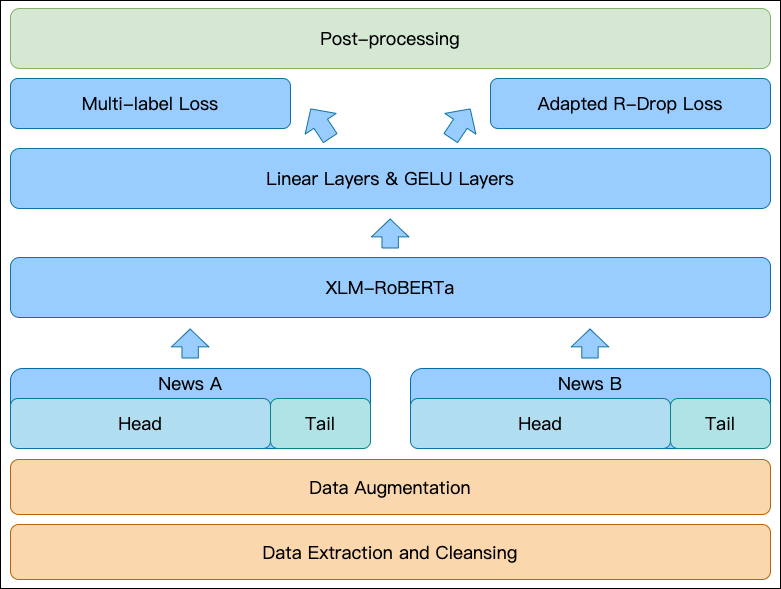 Post-processing
Multi-label Loss
Adapted R-Drop Loss
Linear Layers & GELU Layers
XLM-RoBERTa
News A
News B
Head
Tail
Head
Tail
Data Augmentation
Data Extraction and Cleansing